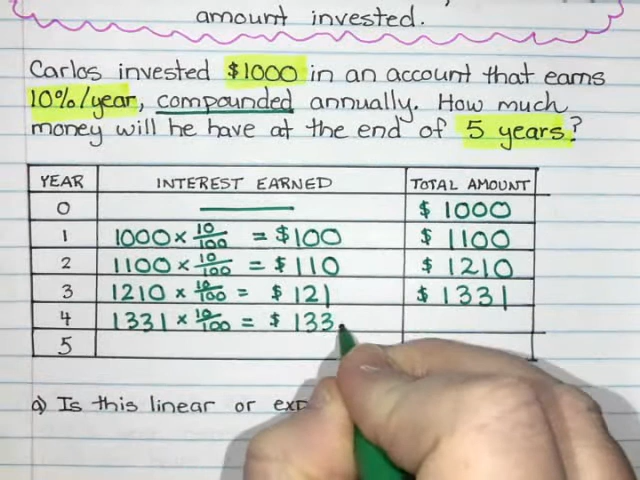 amount invested.
Carlos invested $1000 in an account that earns
10%/year, compounded annually. How much
money will he have at the end of 5 years?
YEAR INTEREST EARNED TOTAL AMOUNT
0 —— $ 1000
1 1000 × 10/100 = $100 $ 1100
2 1100 × 10/100 = $ 110 $ 1210
3 1210 × 10/100 = $ 121 $ 1331
4 1331 × 10/100 = $ 133.
5
a) Is this linear or